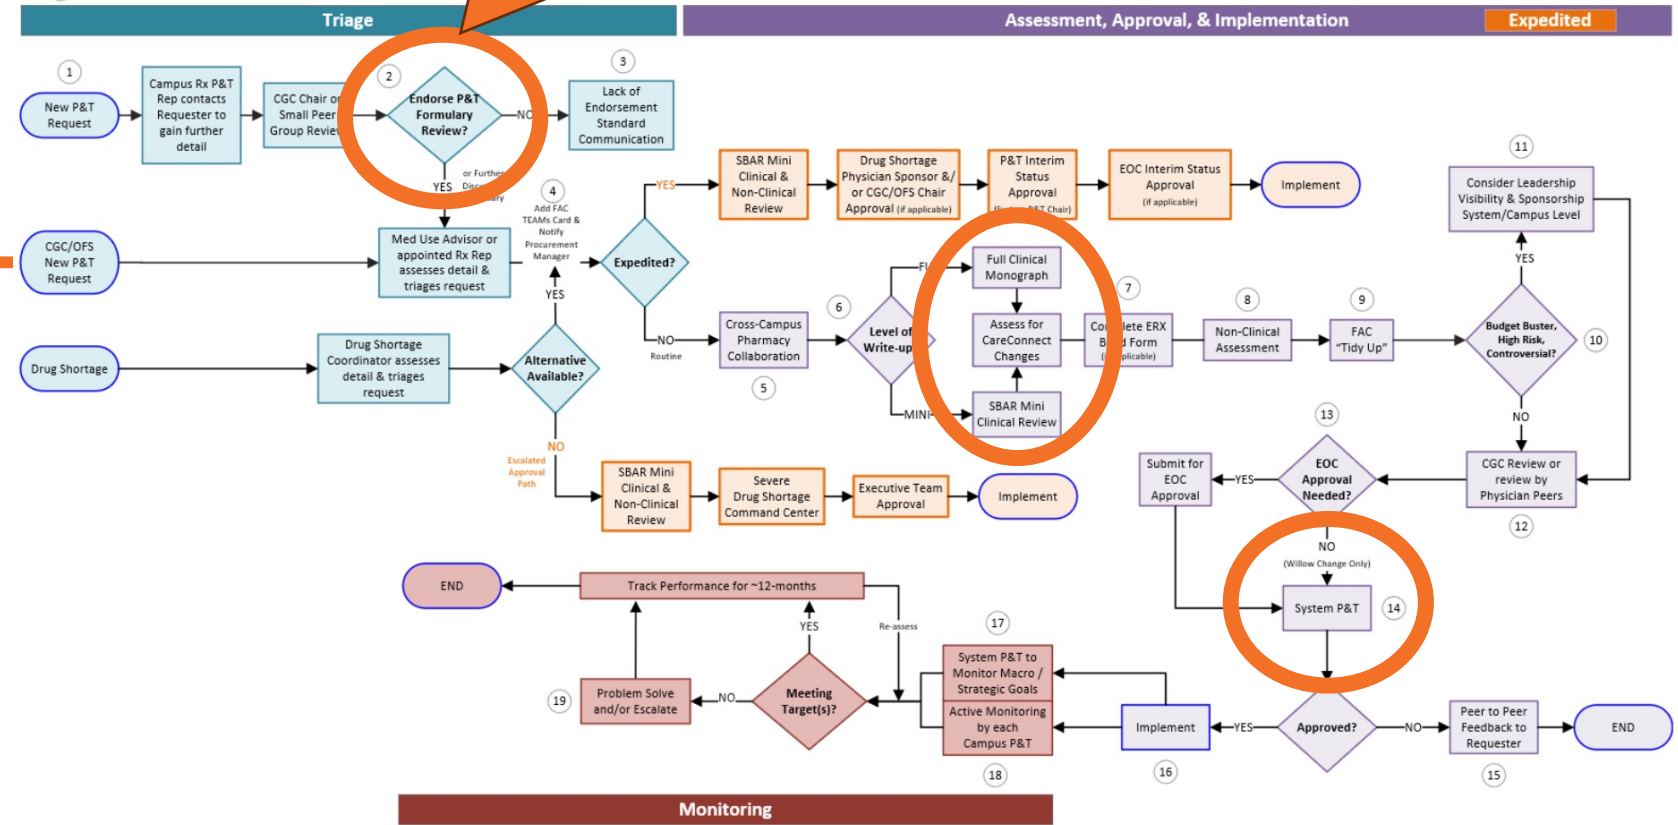 Triage
Assessment, Approval, & Implementation
Expedited
1
New P&T
Request
Campus Rx P&T
Rep contacts
Requester to
gain further
detail
CGC Chair or
Small Peer
Group Review
2
Endorse P&T
Formulary
Review?
NO
3
Lack of
Endorsement
Standard
Communication
YES
or Further
4
Add FAC
TEAMs Card &
Notify
Procurement
Manager
CGC/OFS
New P&T
Request
Med Use Advisor or
appointed Rx Rep
assesses detail &
triages request
YES
Drug Shortage
Drug Shortage
Coordinator assesses
detail & triages
request
Alternative
Available?
NO
Escalated
Approval
Path
Expedited?
YES
SBAR Mini
Clinical &
Non-Clinical
Review
Drug Shortage
Physician Sponsor &/
or CGC/OFS Chair
Approval (if applicable)
P&T Interim
Status
Approval
P&T Chair)
EOC Interim Status
Approval
(if applicable)
Implement
NO
Routine
Cross-Campus
Pharmacy
Collaboration
5
6
Level of
Write-up
Full Clinical
Monograph
Assess for
CareConnect
Changes
MINI
SBAR Mini
Clinical Review
7
ERX
Form
8
Non-Clinical
Assessment
9
FAC
“Tidy Up”
Budget Buster,
High Risk,
Controversial?
10
YES
11
Consider Leadership
Visibility & Sponsorship
System/Campus Level
NO
CGC Review or
review by
Physician Peers
12
13
EOC
Approval
Needed?
YES
Submit for
EOC
Approval
NO
(Willow Change Only)
System P&T
14
SBAR Mini
Clinical &
Non-Clinical
Review
Severe
Drug Shortage
Command Center
Executive Team
Approval
Implement
Approved?
NO
Peer to Peer
Feedback to
Requester
15
END
YES
Implement
16
17
System P&T to
Monitor Macro /
Strategic Goals
Active Monitoring
by each
Campus P&T
18
Meeting
Target(s)?
YES
Re-assess
Track Performance for ~12-months
END
NO
Problem Solve
and/or Escalate
19
Monitoring